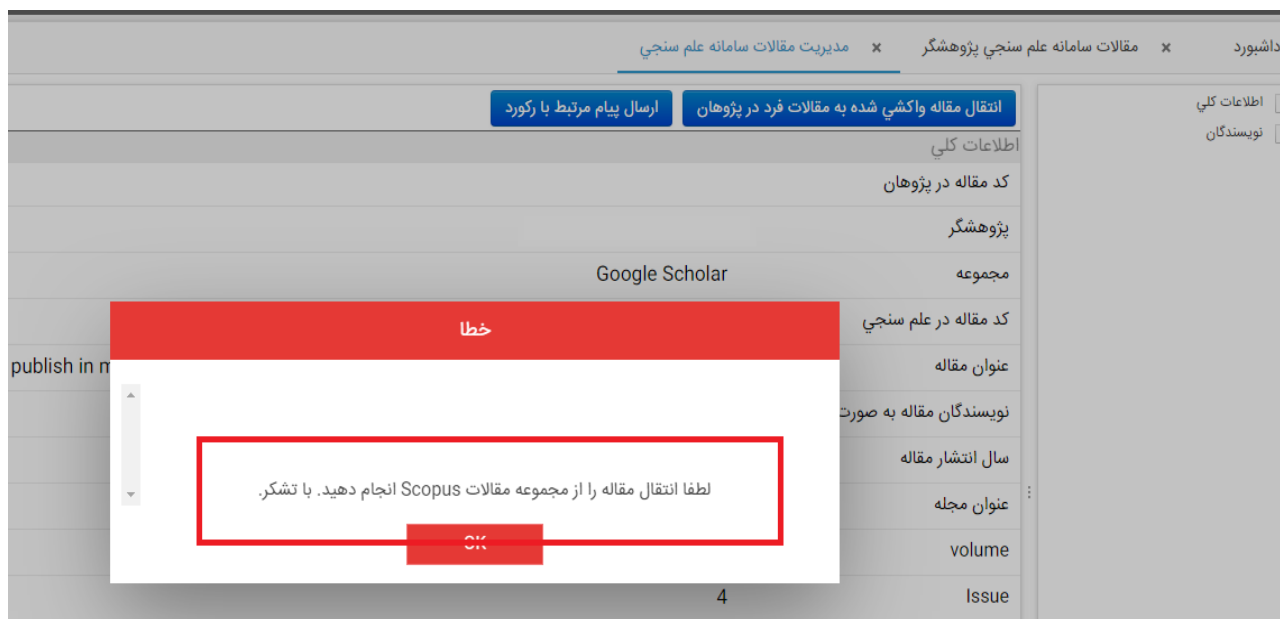 داشبورد
× مقالات سامانه علم سنجي پژوهشگر
× مديريت مقالات سامانه علم سنجي
اطلاعات كلي
نويسندگان
انتقال مقاله واكشي شده به مقالات فرد در پژوهان
ارسال پيام مرتبط با ركورد
اطلاعات كلي
كد مقاله در پژوهان
پژوهشگر
مجموعه
Google Scholar
كد مقاله در علم سنجي
عنوان مقاله
publish in
نويسندگان مقاله به صورت
سال انتشار مقاله
عنوان مجله
volume
Issue
4
خطا
لطفا انتقال مقاله را از مجموعه مقالات Scopus انجام دهيد. با تشكر.
OK